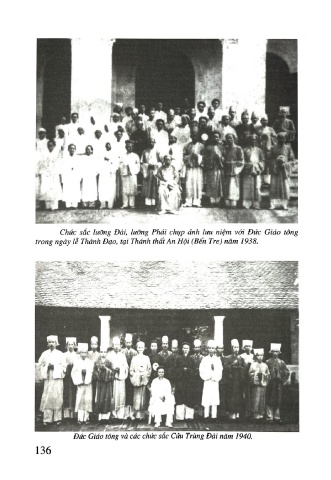 Chức sắc lưỡng Đài, lưỡng Phái chụp ảnh lưu niệm với Đức Giáo tông
trong ngày lễ Thánh Đạo, tại Thánh thất An Hội (Bến Tre) năm 1938.
Đức Giáo tông và các chức sắc Cửu Trùng Đài năm 1940.
136